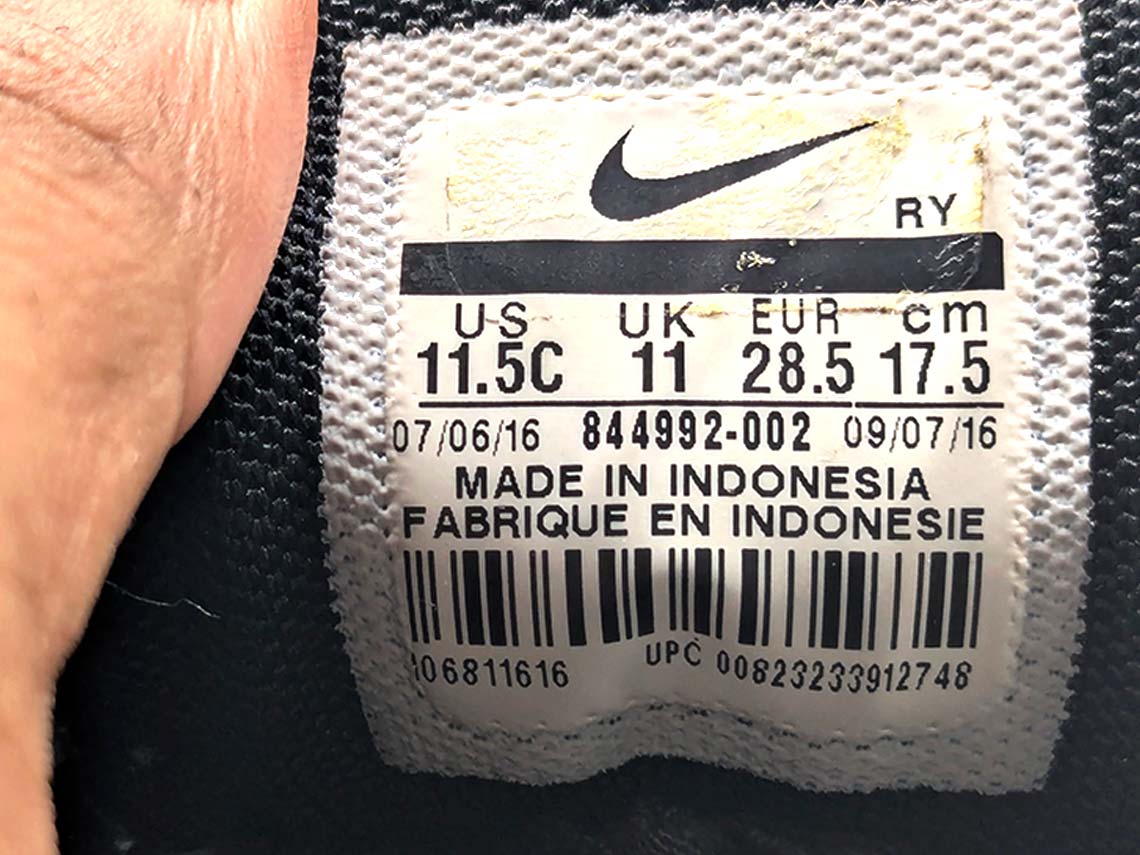 RY
US UK EUR cm
11.5C 11 28.5 17.5
07/06/16 844992-002 09/07/16
MADE IN INDONESIA
FABRIQUE EN INDONESIE
106811616 UPC 00823233912748